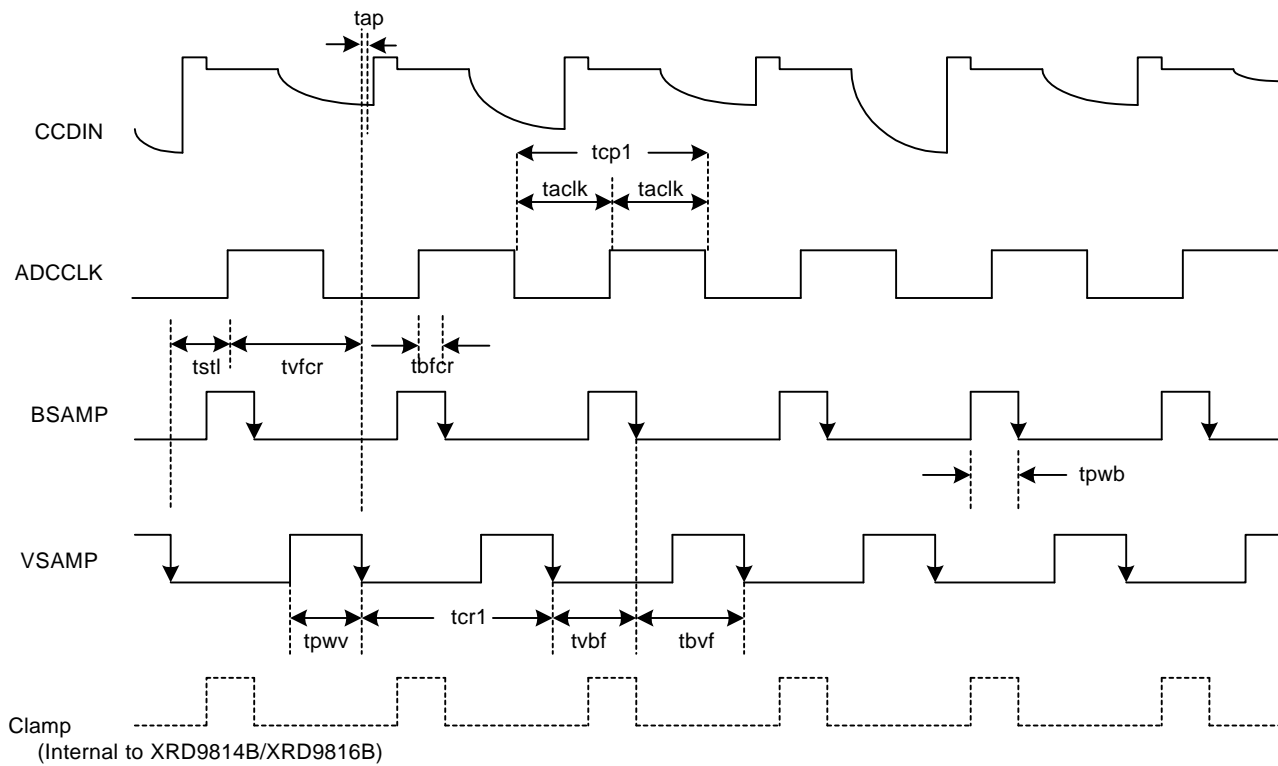 tap
CCDIN
tcp1
taclk taclk
ADCCLK
tstl tvfcr tbfcr
BSAMP
tpwb
VSAMP
tpwv tcr1 tvbf tbvf
Clamp
(Internal to XRD9814B/XRD9816B)